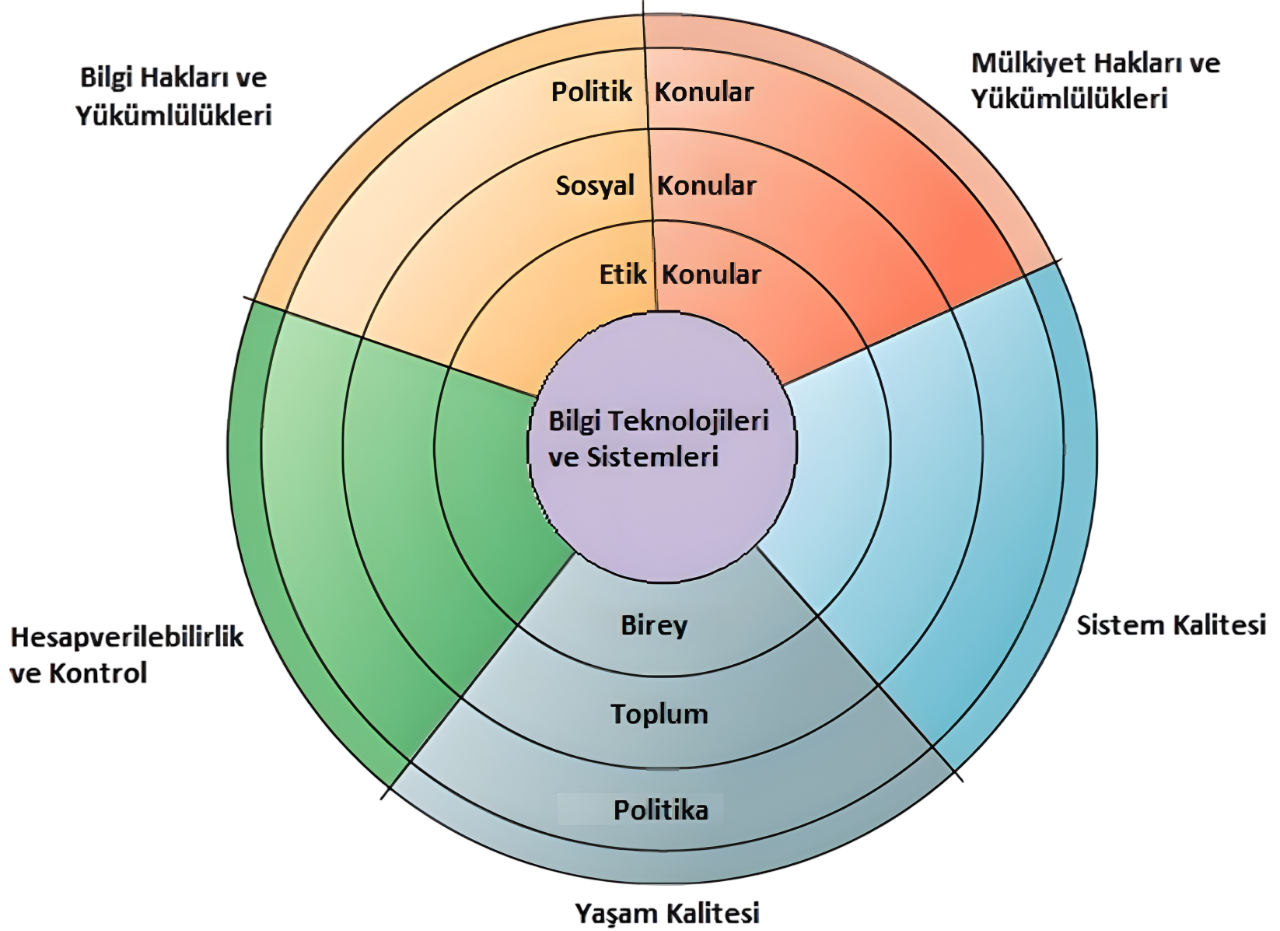 Bilgi Hakları ve
Yükümlülükleri
Mülkiyet Hakları ve
Yükümlülükleri
Politik Konular
Sosyal Konular
Etik Konular
Bilgi Teknolojileri
ve Sistemleri
Birey
Toplum
Politika
Hesapverilebilirlik
ve Kontrol
Sistem Kalitesi
Yaşam Kalitesi